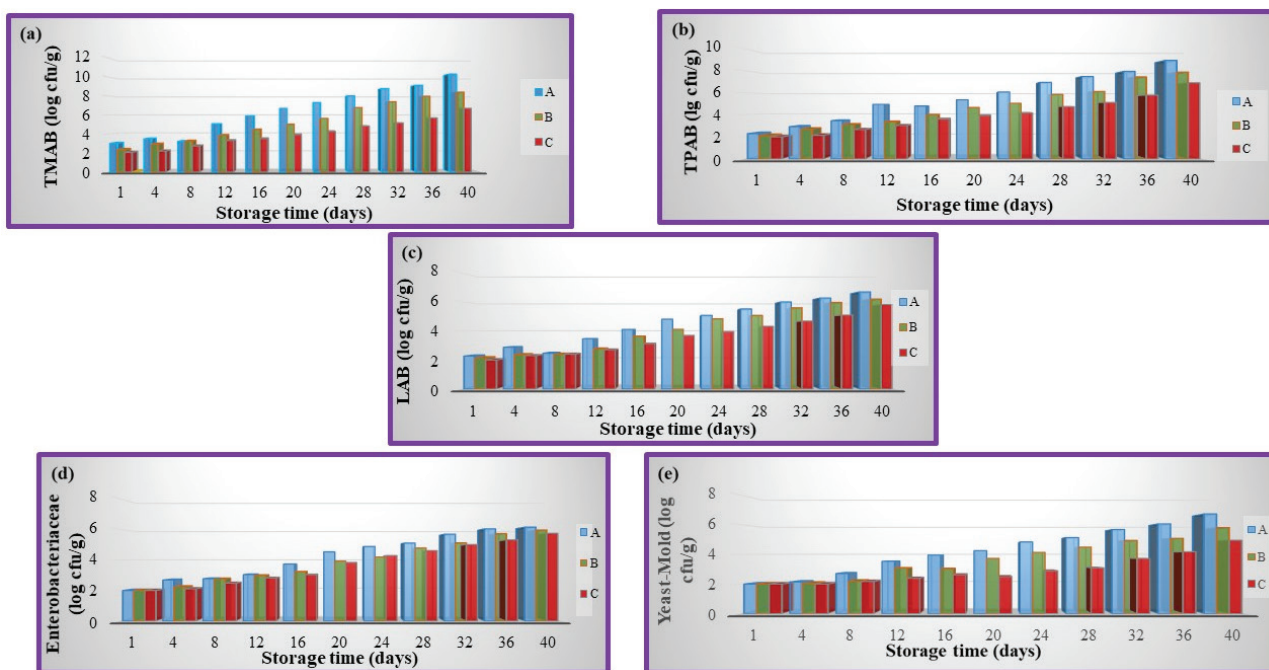 (a)
TMAB (log cfu/g)
12
10
8
6
4
2
0
1 4 8 12 16 20 24 28 32 36 40
Storage time (days)
A
B
C
(b)
TPAB (lg cfu/g)
10
8
6
4
2
0
1 4 8 12 16 20 24 28 32 36 40
Storage time (days)
A
B
C
(c)
LAB (log cfu/g)
8
6
4
2
0
1 4 8 12 16 20 24 28 32 36 40
Storage time (days)
A
B
C
(d)
Enterobacteriaceae
(log cfu/g)
8
6
4
2
0
1 4 8 12 16 20 24 28 32 36 40
Storage time (days)
A
B
C
(e)
Yeast-Mold (log
cfu/g)
8
6
4
2
0
1 4 8 12 16 20 24 28 32 36 40
Storage time (days)
A
B
C